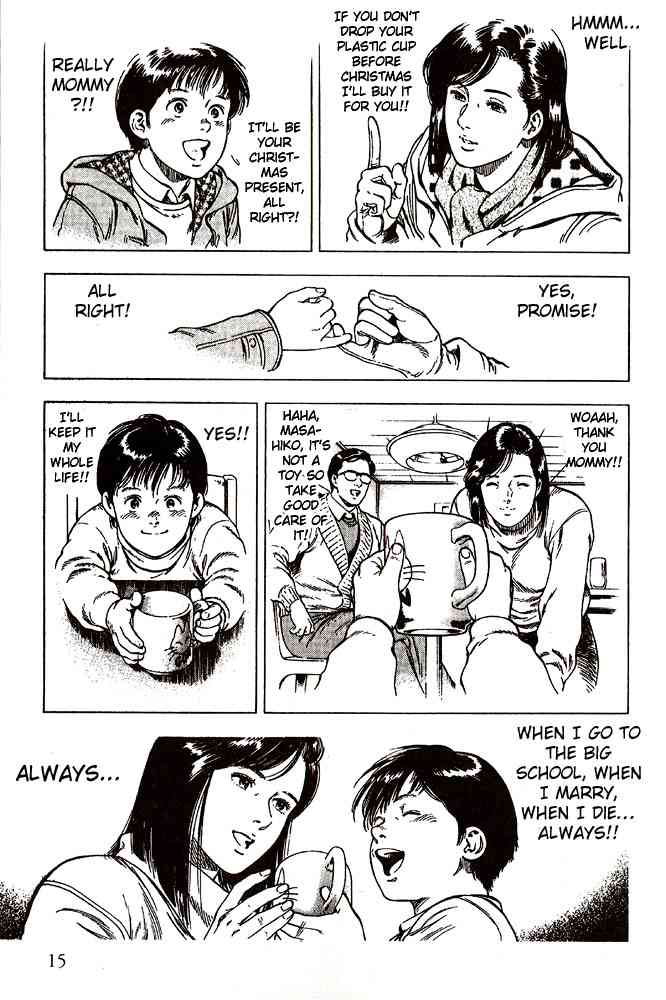 HMMM...
WELL
IF YOU DON'T
DROP YOUR
PLASTIC CUP
BEFORE
CHRISTMAS
I'LL BUY IT
FOR YOU!!
IT'LL BE
YOUR
CHRIST-
MAS
PRESENT,
ALL
RIGHT?!
REALLY
MOMMY
?!!
YES,
PROMISE!
ALL
RIGHT!
WOAAH,
THANK
YOU
MOMMY!!
HAHA,
MASA-
HIKO, IT'S
NOT A
TOY SO
TAKE
GOOD
CARE OF
IT!!
YES!!
I'LL
KEEP IT
MY
WHOLE
LIFE!!
WHEN I GO TO
THE BIG
SCHOOL, WHEN
I MARRY,
WHEN I DIE...
ALWAYS!!
ALWAYS...
15